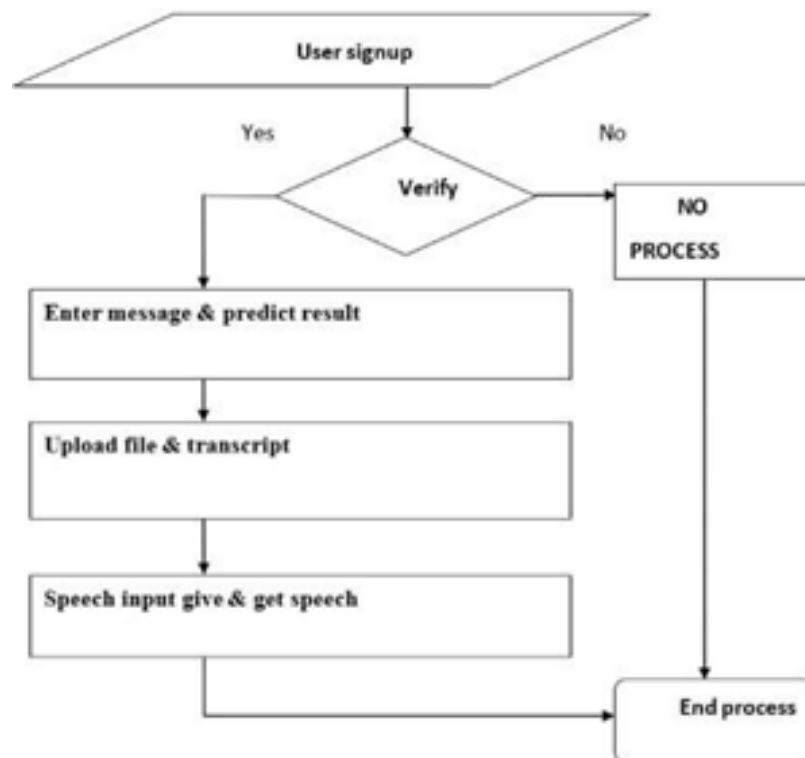 User signup
Yes
No
Verify
NO
PROCESS
Enter message & predict result
Upload file & transcript
Speech input give & get speech
End process